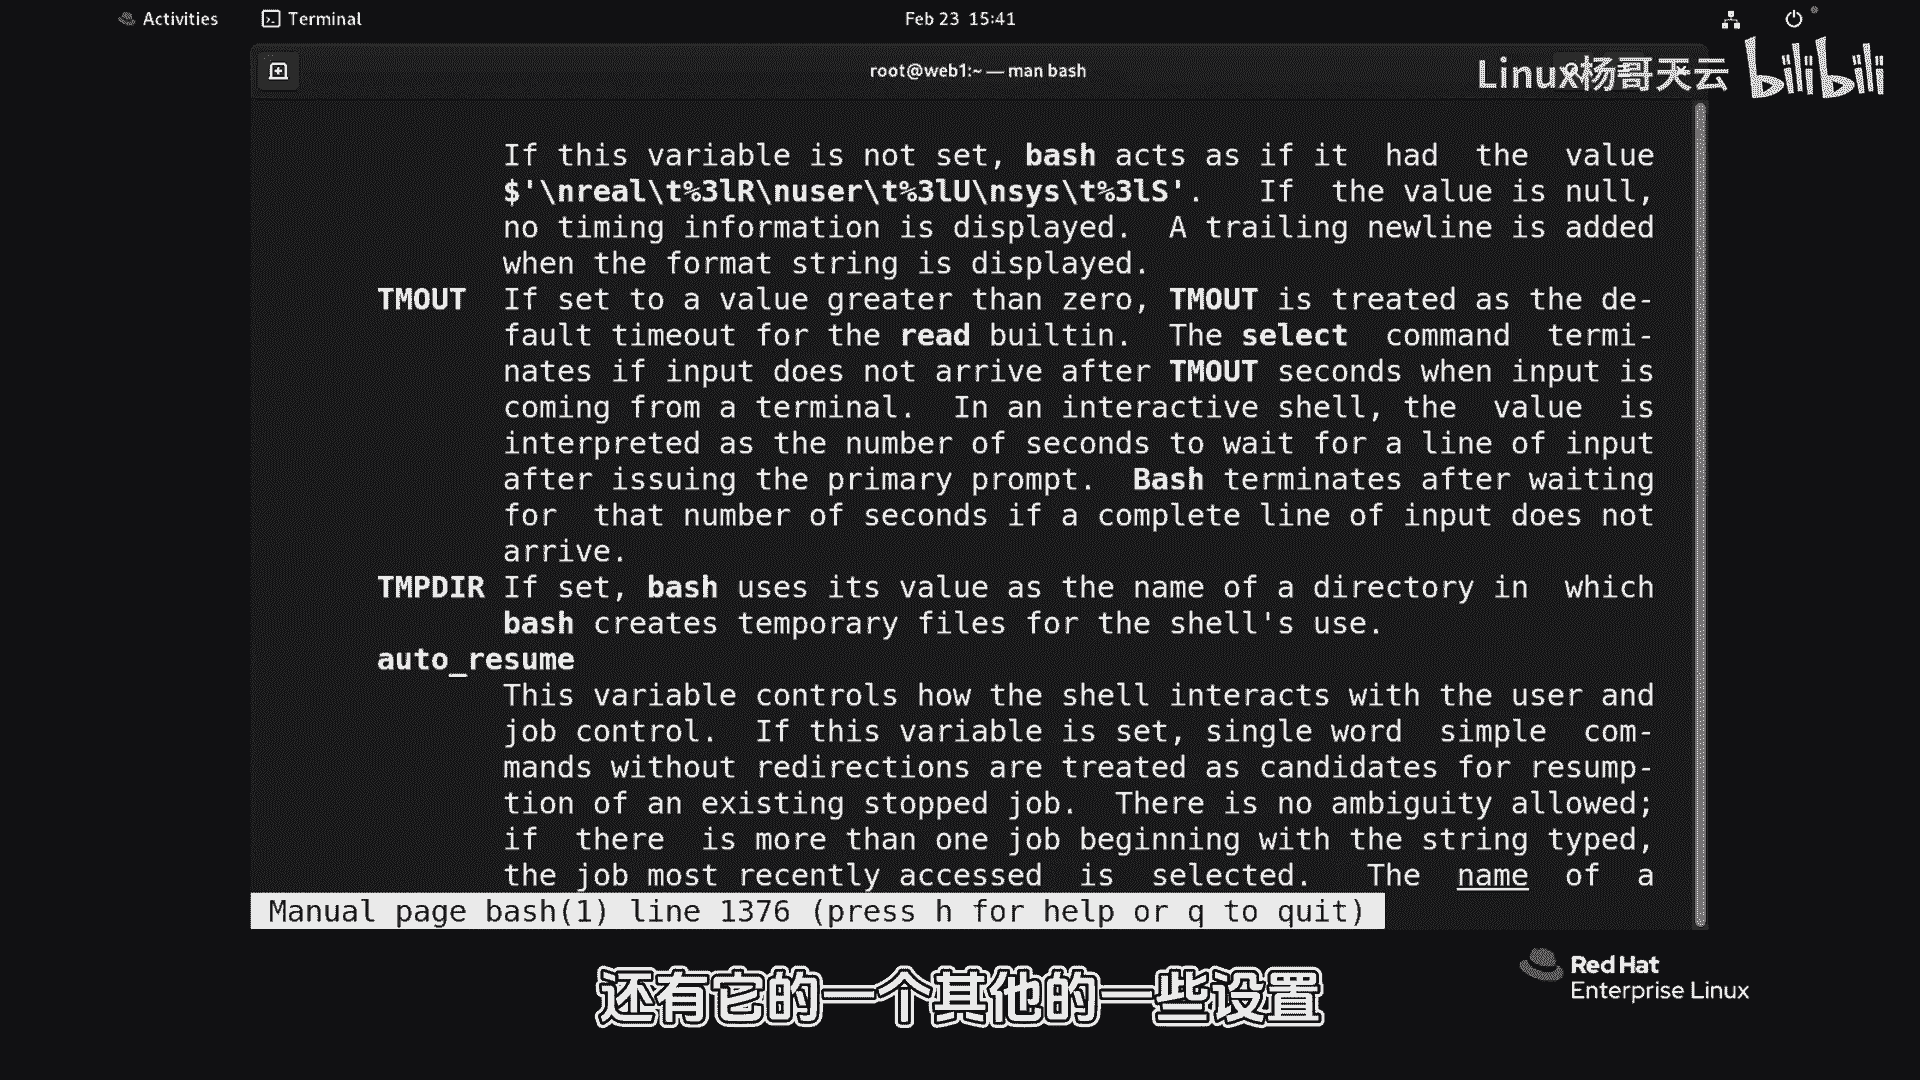 Activities
Terminal
Feb 23 15:41
root@web1:~ — man bash
Linux杨哥天云 bilibili
If this variable is not set, bash acts as if it had the value
$'\nreal\t%3lR\nuser\t%3lU\nsys\t%3lS'. If the value is null,
no timing information is displayed. A trailing newline is added
when the format string is displayed.
TMOUT If set to a value greater than zero, TMOUT is treated as the de-
fault timeout for the read builtin. The select command termi-
nates if input does not arrive after TMOUT seconds when input is
coming from a terminal. In an interactive shell, the value is
interpreted as the number of seconds to wait for a line of input
after issuing the primary prompt. Bash terminates after waiting
for that number of seconds if a complete line of input does not
arrive.
TMPDIR If set, bash uses its value as the name of a directory in which
bash creates temporary files for the shell's use.
auto_resume
This variable controls how the shell interacts with the user and
job control. If this variable is set, single word simple com-
mands without redirections are treated as candidates for resump-
tion of an existing stopped job. There is no ambiguity allowed;
if there is more than one job beginning with the string typed,
the job most recently accessed is selected. The name of a
Manual page bash(1) line 1376 (press h for help or q to quit)
Red Hat
Enterprise Linux
还有它的一个其他的一些设置